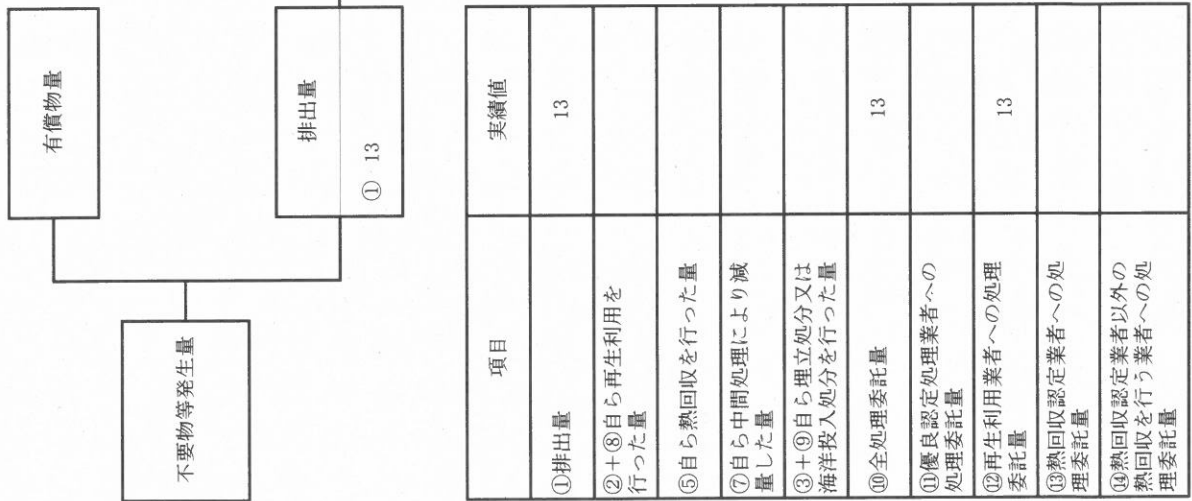 不要物等発生量
有償物量
排出量
① 13
項目
実績値
①排出量
13
②+⑧自ら再生利用を
行った量
⑤自ら熱回収を行った量
⑦自ら中間処理により減
量した量
③+⑨自ら埋立処分又は
海洋投入処分を行った量
⑩全処理委託量
13
⑪優良認定処理業者への
処理委託量
⑫再生利用業者への処理
委託量
13
⑬熱回収認定業者への処
理委託量
⑭熱回収認定業者以外の
熱回収を行う業者への処
理委託量